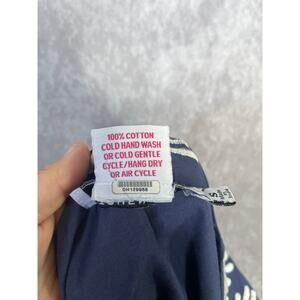 100% COTTON
COLD HAND WASH
OR COLD GENTLE
CYCLE/HANG DRY
OR AIR CYCLE
S